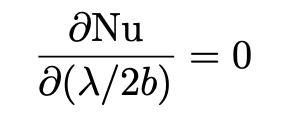 ∂Nu / ∂(λ/2b) = 0